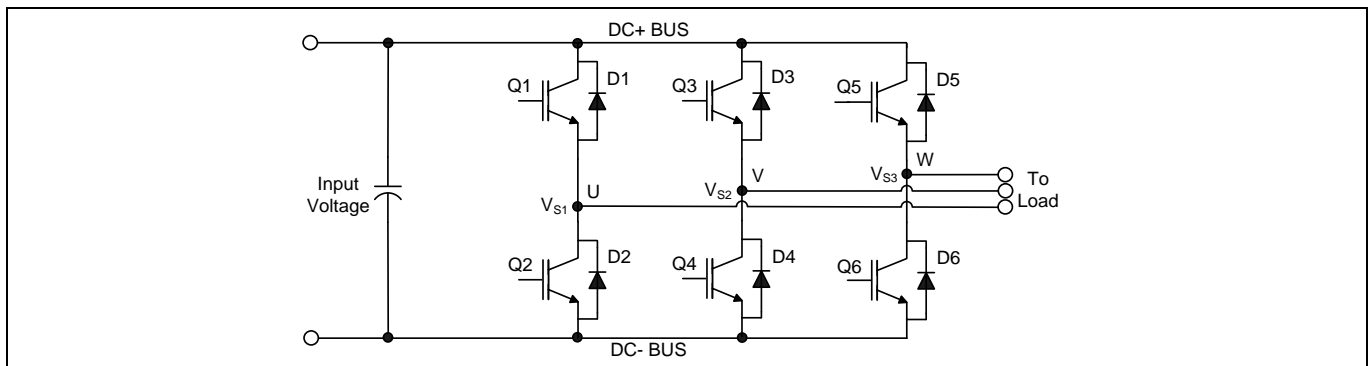 DC+ BUS
Q1
D1
Q3
D3
Q5
D5
Input
Voltage
U
VS1
V
VS2
W
VS3
To
Load
Q2
D2
Q4
D4
Q6
D6
DC- BUS